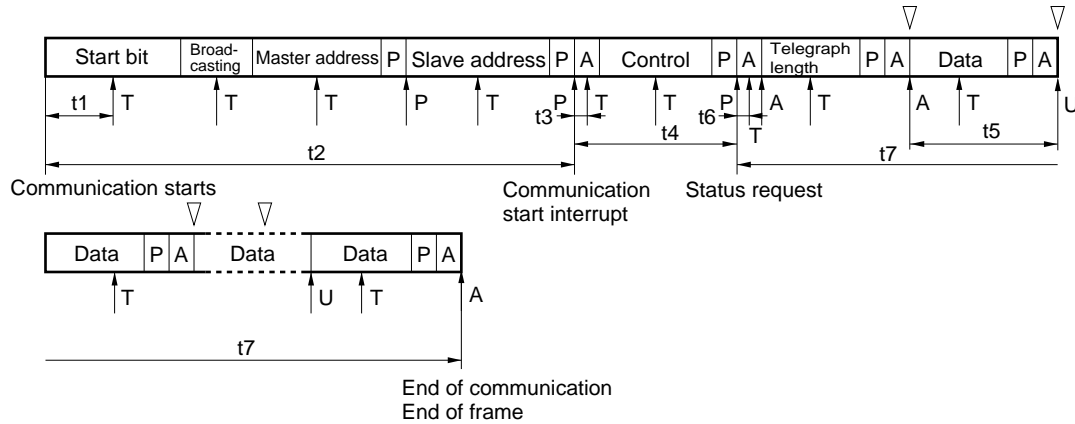 Start bit Broad-casting Master address P Slave address P A Control P A Telegraph length P A Data P A
t1 T T T P T P t3 T T P t6 T A T A T U
t2 t4 t5
t7
Communication starts Communication start interrupt Status request
Data P A Data Data P A
T U T A
t7
End of communication
End of frame